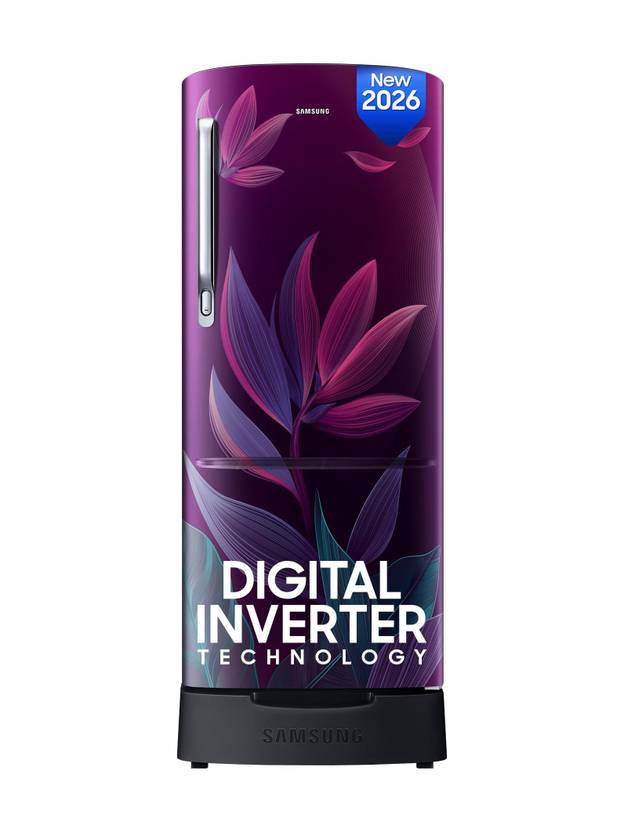 SAMSUNG
New
2026
DIGITAL
INVERTER
TECHNOLOGY
SAMSUNG